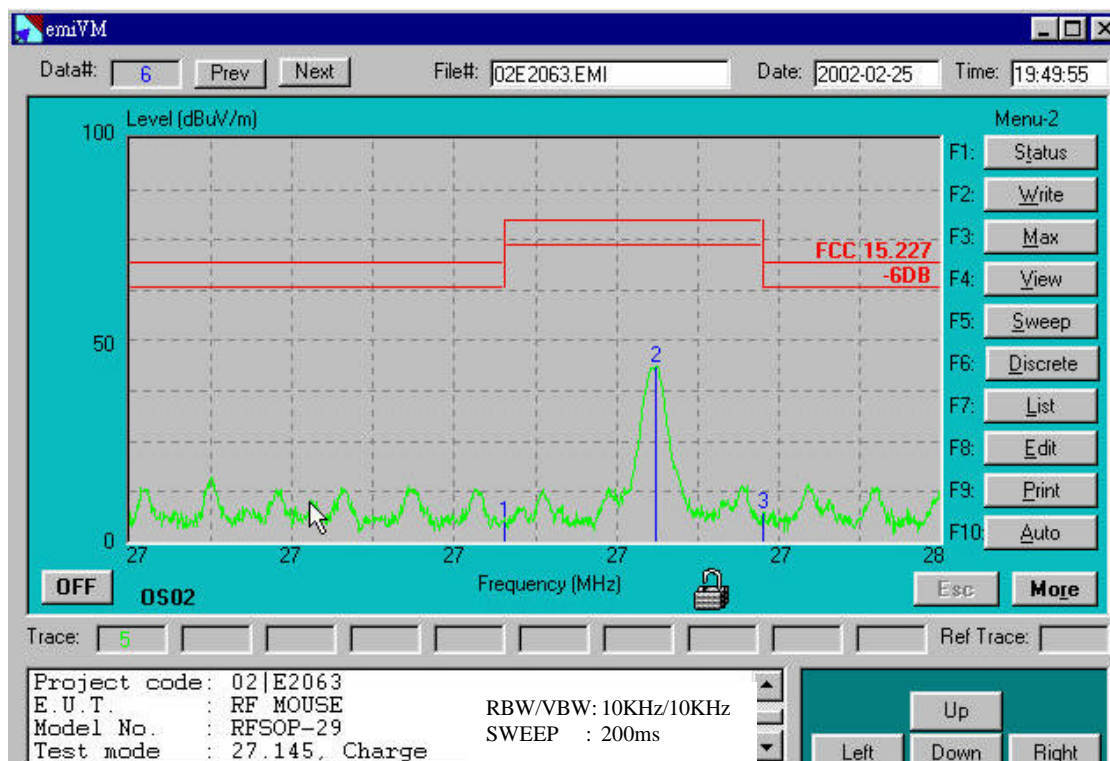 emiVM
Data#: 6 Prev Next File#: 02E2063.EMI Date: 2002-02-25 Time: 19:49:55
Level (dBuV/m)
Menu-2
100
50
0
FCC 15.227
-6DB
1
2
3
27 27 27 27 27 28
Frequency (MHz)
F1: Status
F2: Write
F3: Max
F4: View
F5: Sweep
F6: Discrete
F7: List
F8: Edit
F9: Print
F10: Auto
OFF OS02 Esc More
Trace: 5 Ref Trace:
Project code: 02|E2063
E.U.T. : RF MOUSE
Model No. : RFSOP-29
Test mode : 27.145, Charge
RBW/VBW: 10KHz/10KHz
SWEEP : 200ms
Up
Left Down Right